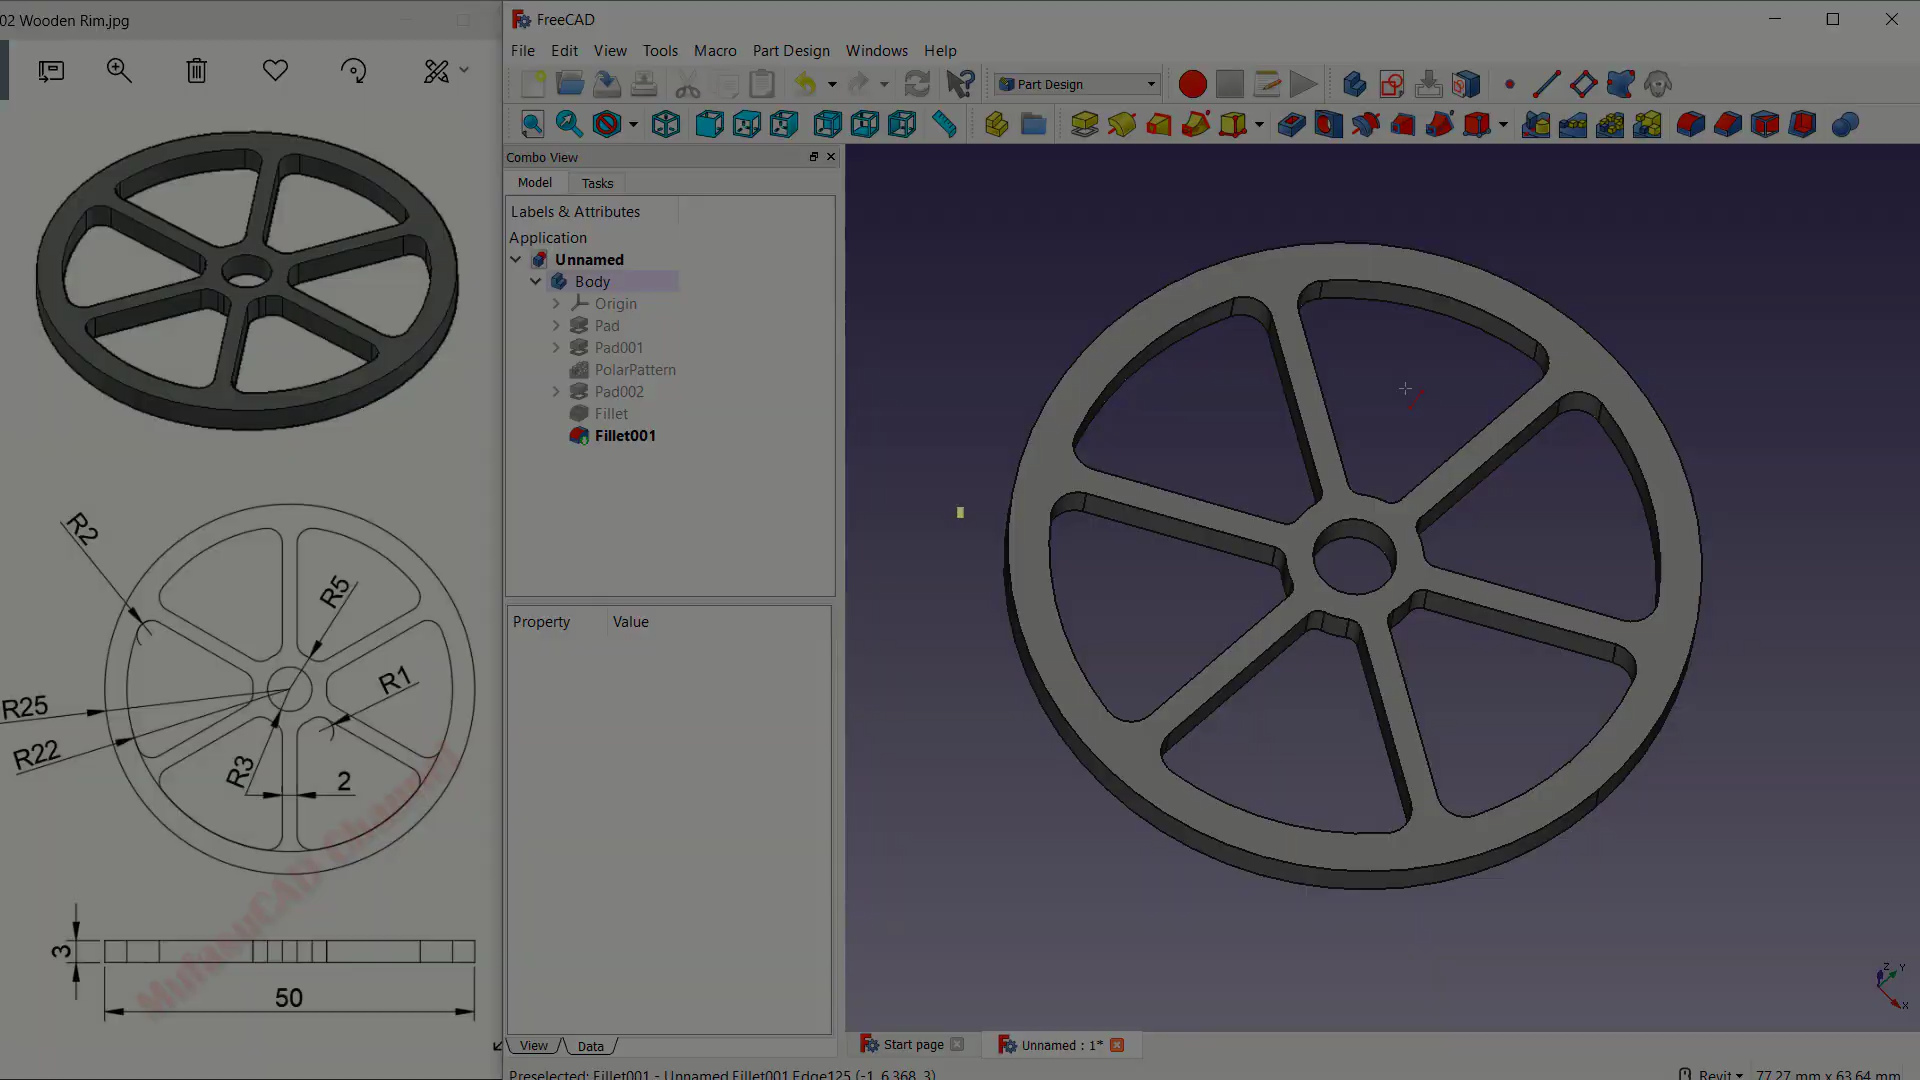 02 Wooden Rim.jpg
FreeCAD
File Edit View Tools Macro Part Design Windows Help
Part Design
Combo View
Model Tasks
Labels & Attributes
Application
Unnamed
Body
Origin
Pad
Pad001
PolarPattern
Pad002
Fillet
Fillet001
R2
R5
R1
R25
R22
R3
2
3
50
MufasuCAD Channel
Property Value
View Data
Start page
Unnamed : 1*
Z
Y
X
Preselected: Fillet001 - Unnamed.Fillet001.Edge125 (-1, 6.368, 3)
Revit
77.27 mm x 63.64 mm